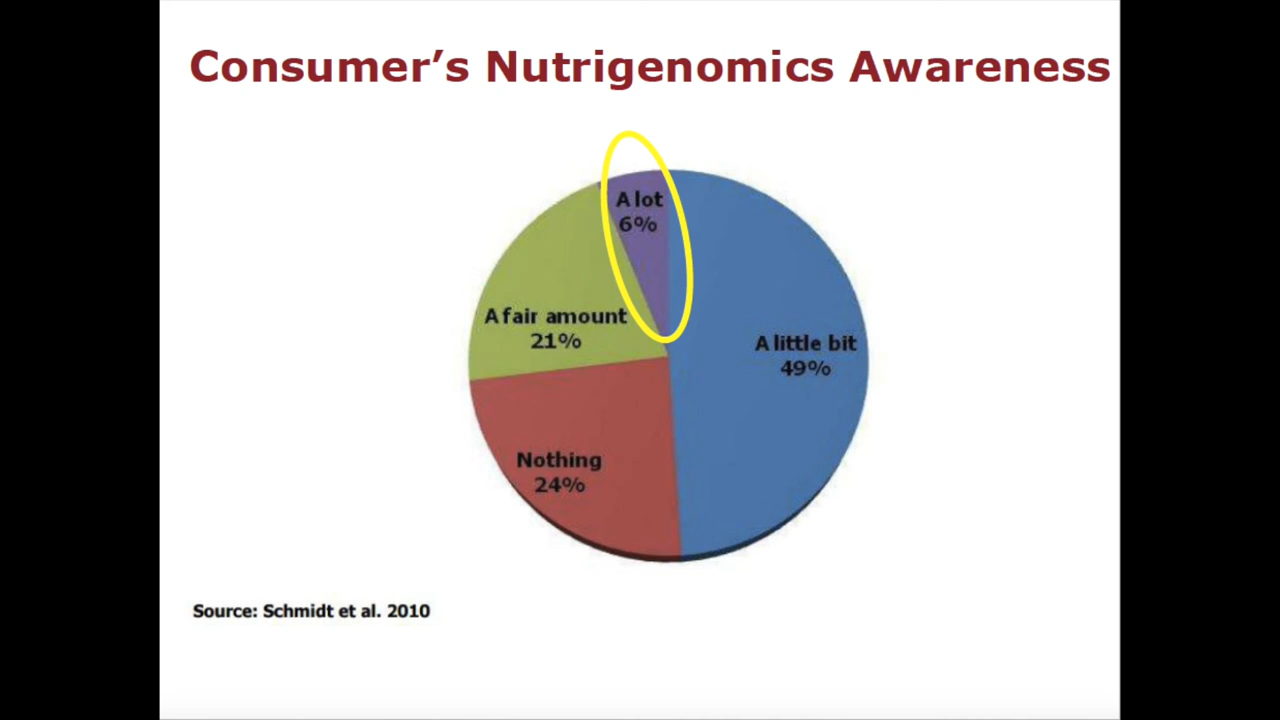 Consumer’s Nutrigenomics Awareness
A lot
6%
A fair amount
21%
A little bit
49%
Nothing
24%
Source: Schmidt et al. 2010